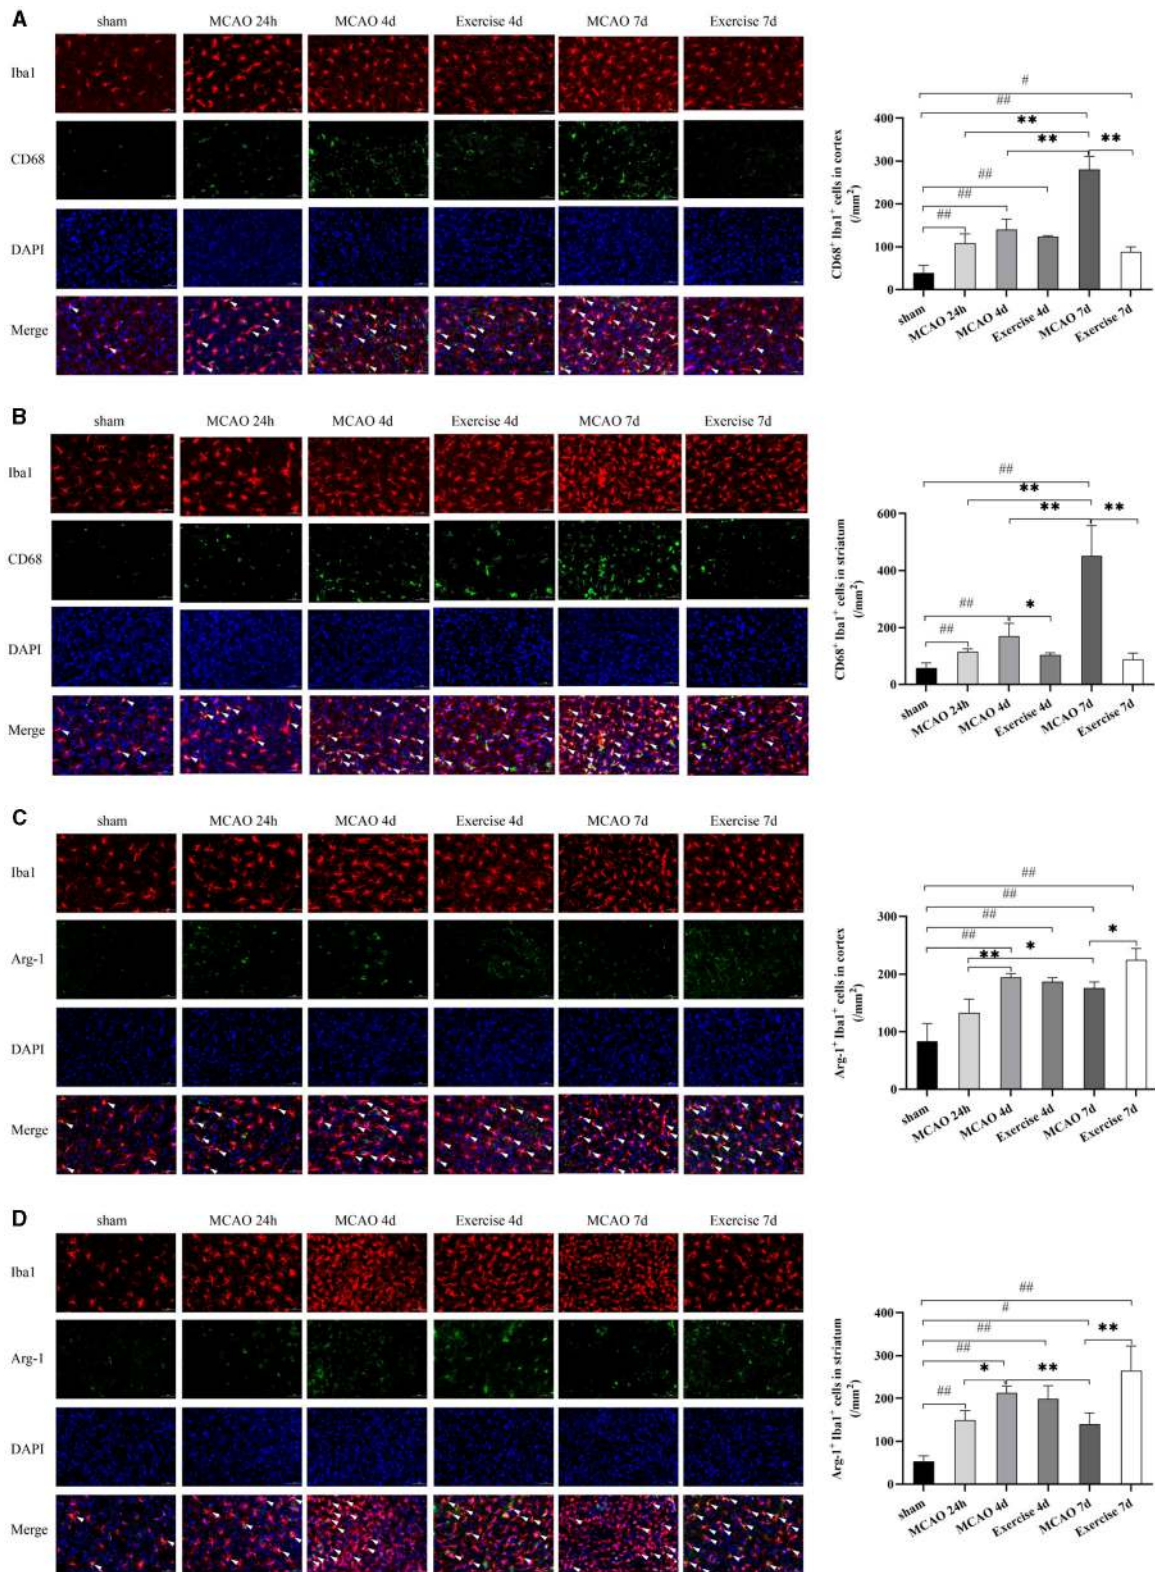 A
sham MCAO 24h MCAO 4d Exercise 4d MCAO 7d Exercise 7d
Iba1
CD68
DAPI
Merge
CD68+ Iba1+ cells in cortex
(/mm²)
400
300
200
100
0
#
##
** 
** **
##
##
##
sham MCAO 24h MCAO 4d Exercise 4d MCAO 7d Exercise 7d
B
sham MCAO 24h MCAO 4d Exercise 4d MCAO 7d Exercise 7d
Iba1
CD68
DAPI
Merge
CD68+ Iba1+ cells in striatum
(/mm²)
600
400
200
0
##
**
** **
## *
##
sham MCAO 24h MCAO 4d Exercise 4d MCAO 7d Exercise 7d
C
sham MCAO 24h MCAO 4d Exercise 4d MCAO 7d Exercise 7d
Iba1
Arg-1
DAPI
Merge
Arg-1+ Iba1+ cells in cortex
(/mm²)
300
200
100
0
##
##
##
## *
** *
sham MCAO 24h MCAO 4d Exercise 4d MCAO 7d Exercise 7d
D
sham MCAO 24h MCAO 4d Exercise 4d MCAO 7d Exercise 7d
Iba1
Arg-1
DAPI
Merge
Arg-1+ Iba1+ cells in striatum
(/mm²)
400
300
200
100
0
##
#
## **
##
* **
##
sham MCAO 24h MCAO 4d Exercise 4d MCAO 7d Exercise 7d